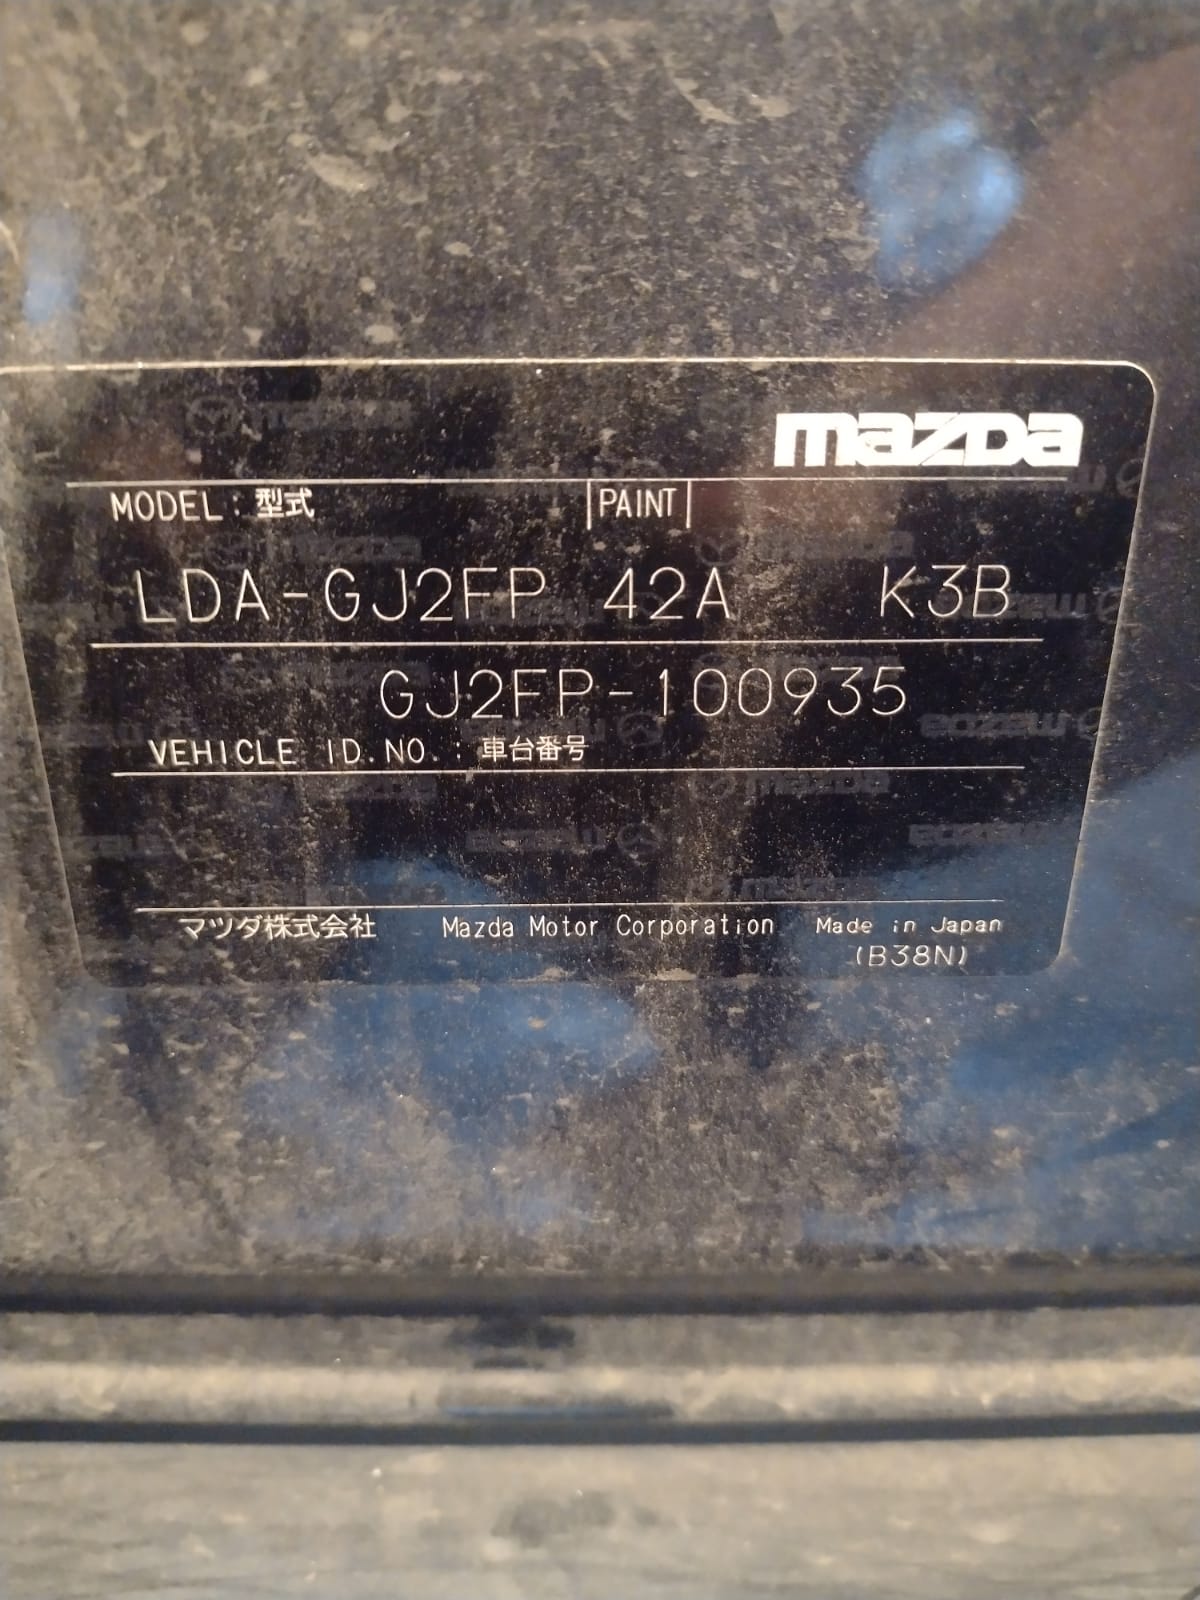 mazda
MODEL: 型式 PAINT
LDA-GJ2FP 42A K3B
GJ2FP-100935
VEHICLE ID.NO.: 車台番号
マツダ株式会社 Mazda Motor Corporation Made in Japan
(B38N)